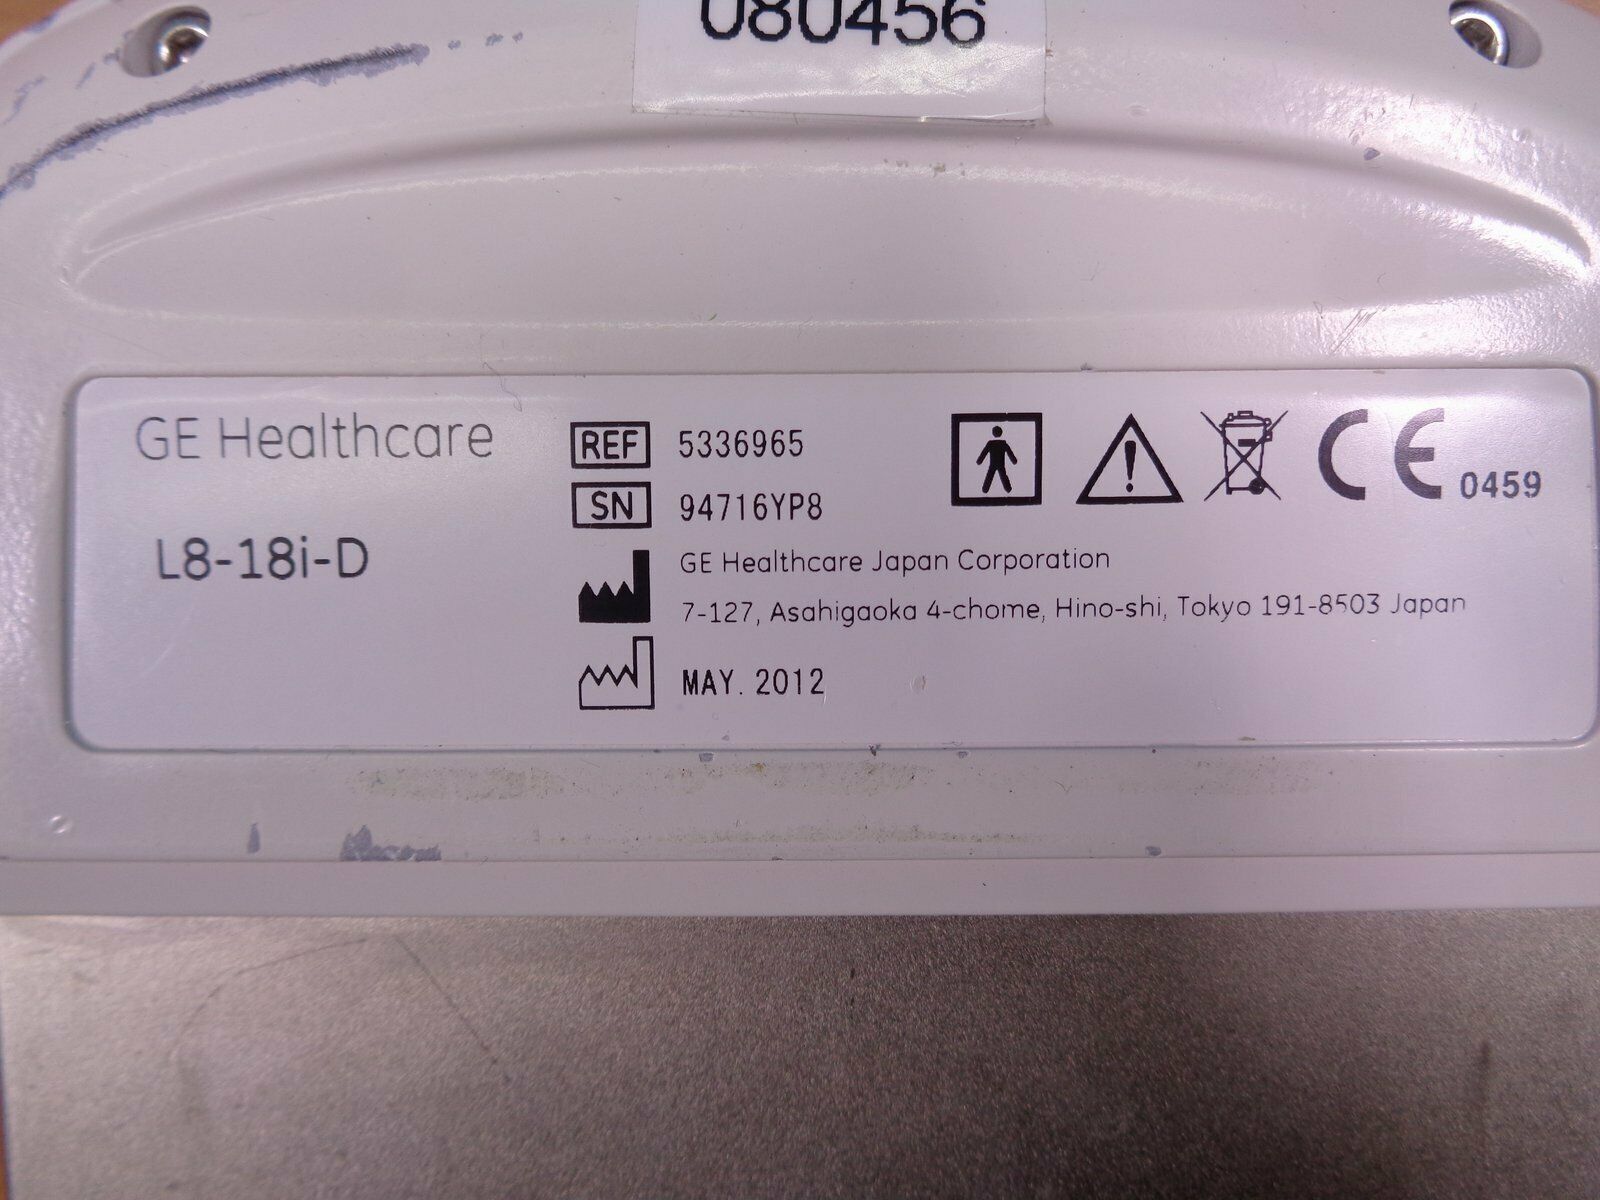 080456
GE Healthcare
L8-18i-D
REF 5336965
SN 94716YP8
GE Healthcare Japan Corporation
7-127, Asahigaoka 4-chome, Hino-shi, Tokyo 191-8503 Japan
MAY. 2012
CE 0459